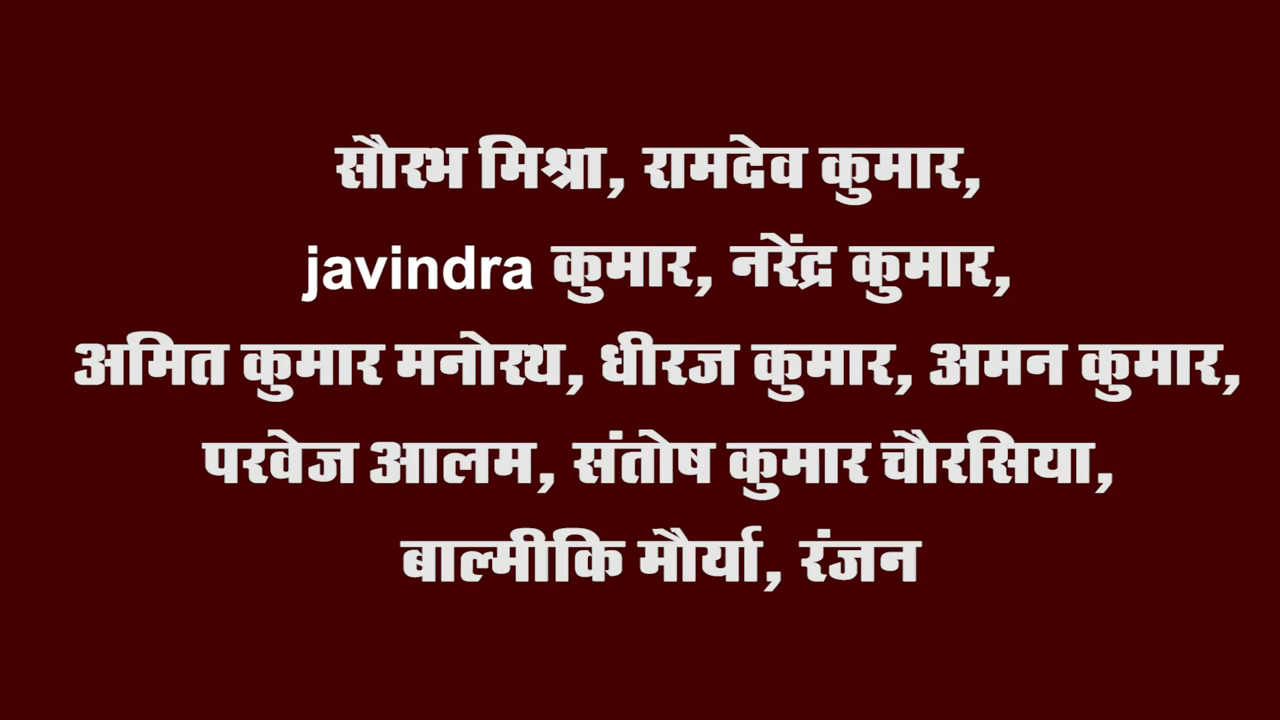 सौरभ मिश्रा, रामदेव कुमार,
javindra कुमार, नरेंद्र कुमार,
अमित कुमार मनोरथ, धीरज कुमार, अमन कुमार,
परवेज आलम, संतोष कुमार चौरसिया,
बाल्मीकि मौर्या, रंजन